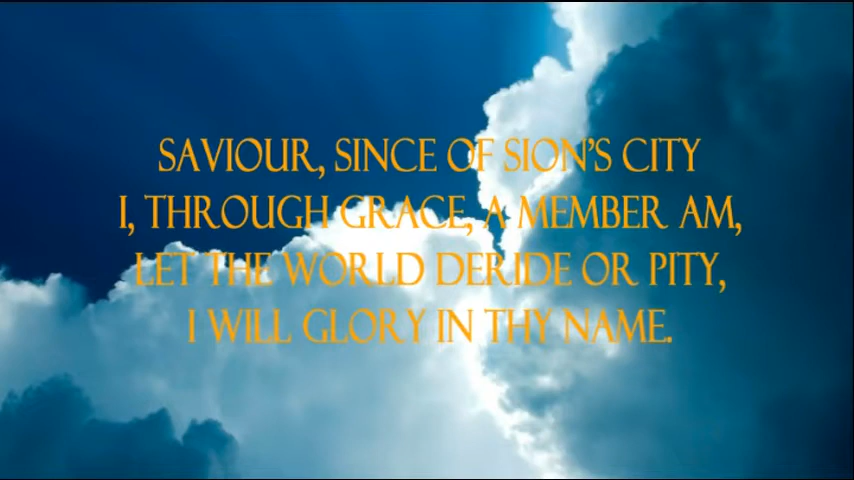 SAVIOUR, SINCE OF SION'S CITY
I, THROUGH GRACE, A MEMBER AM,
LET THE WORLD DERIDE OR PITY,
I WILL GLORY IN THY NAME.